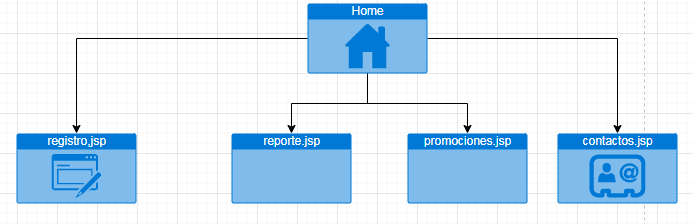 Home
registro.jsp
reporte.jsp
promociones.jsp
contactos.jsp
@